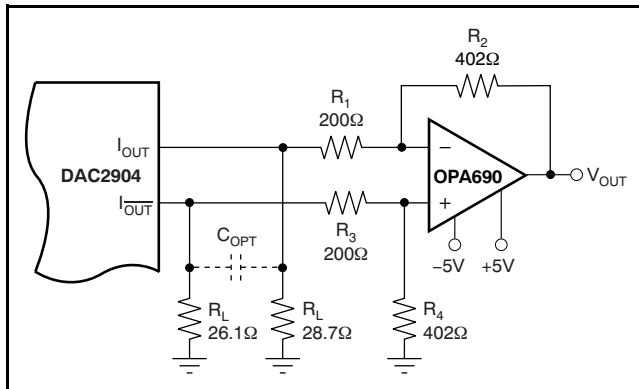 R2
402Ω
R1
200Ω
IOUT
DAC2904
OPA690
−
+
VOUT
I̅O̅U̅T̅
COPT
R3
200Ω
−5V
+5V
RL
26.1Ω
RL
28.7Ω
R4
402Ω